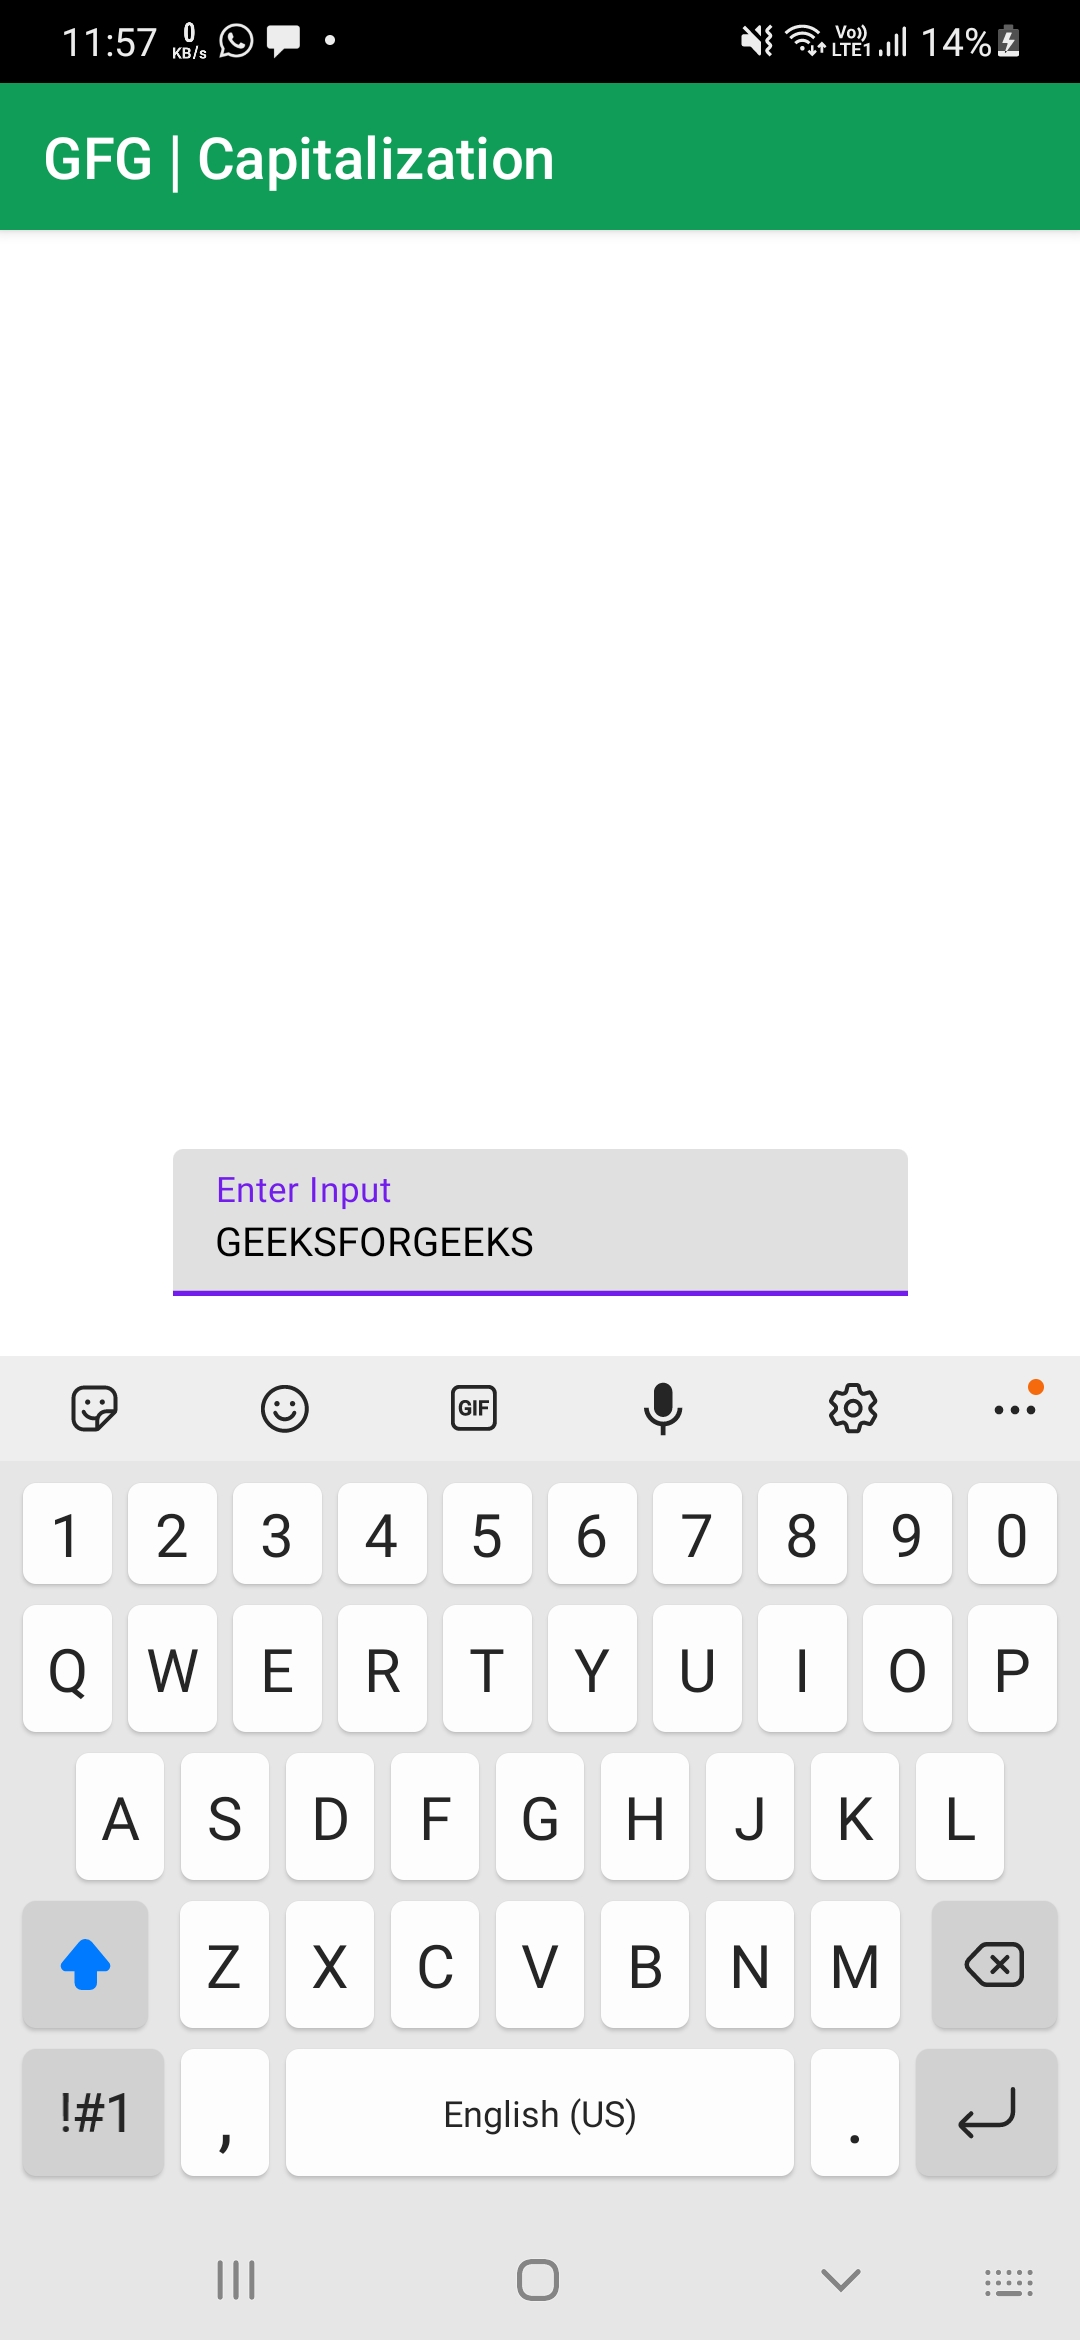 11:57 0 KB/s Vo)) LTE1 14%
GFG | Capitalization
Enter Input
GEEKSFORGEEKS
GIF
1 2 3 4 5 6 7 8 9 0
Q W E R T Y U I O P
A S D F G H J K L
Z X C V B N M
!#1 , English (US) .